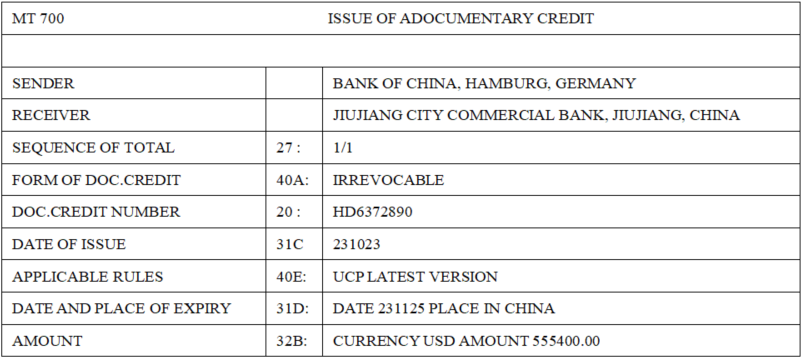 MT 700 ISSUE OF ADOCUMENTARY CREDIT
SENDER BANK OF CHINA, HAMBURG, GERMANY
RECEIVER JIUJIANG CITY COMMERCIAL BANK, JIUJIANG, CHINA
SEQUENCE OF TOTAL 27 : 1/1
FORM OF DOC.CREDIT 40A: IRREVOCABLE
DOC.CREDIT NUMBER 20 : HD6372890
DATE OF ISSUE 31C 231023
APPLICABLE RULES 40E: UCP LATEST VERSION
DATE AND PLACE OF EXPIRY 31D: DATE 231125 PLACE IN CHINA
AMOUNT 32B: CURRENCY USD AMOUNT 555400.00